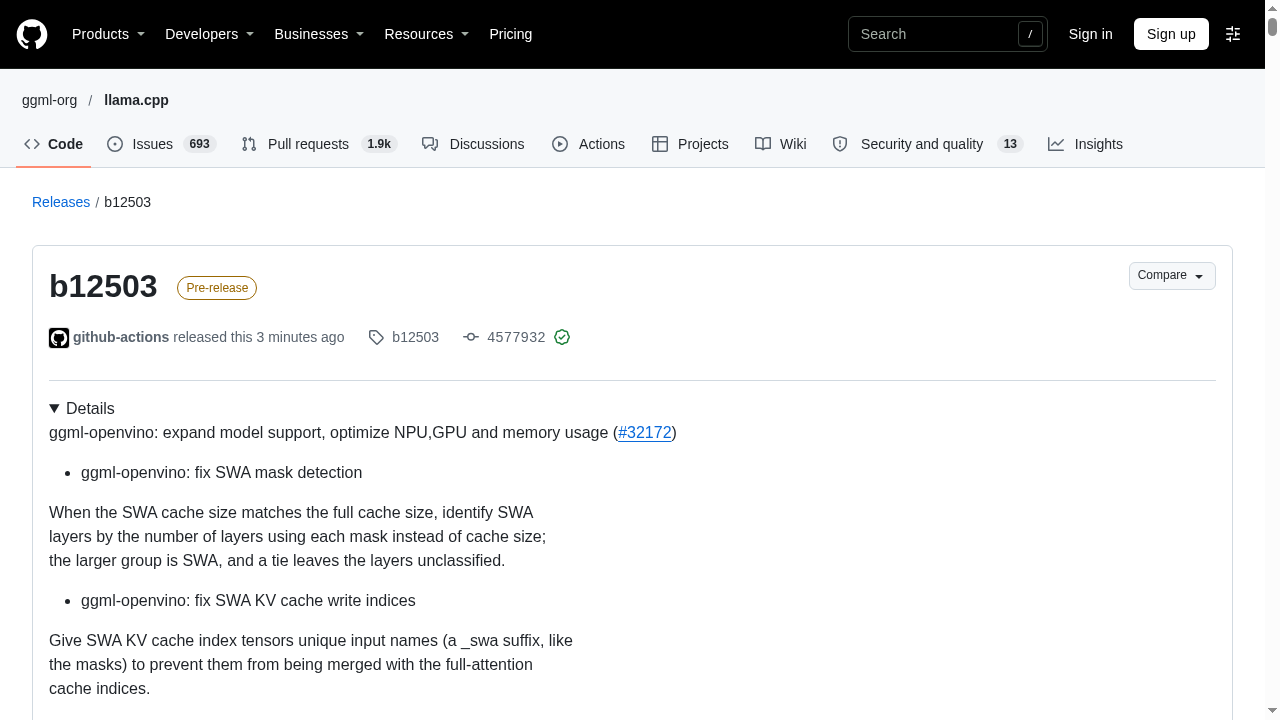 Products Developers Businesses Resources Pricing Search / Sign in Sign up
ggml-org / llama.cpp
Code Issues 693 Pull requests 1.9k Discussions Actions Projects Wiki Security and quality 13 Insights
Releases / b12503
b12503 Pre-release Compare
github-actions released this 3 minutes ago b12503 4577932
Details
ggml-openvino: expand model support, optimize NPU,GPU and memory usage (#32172)
• ggml-openvino: fix SWA mask detection
When the SWA cache size matches the full cache size, identify SWA
layers by the number of layers using each mask instead of cache size;
the larger group is SWA, and a tie leaves the layers unclassified.
• ggml-openvino: fix SWA KV cache write indices
Give SWA KV cache index tensors unique input names (a _swa suffix, like
the masks) to prevent them from being merged with the full-attention
cache indices.